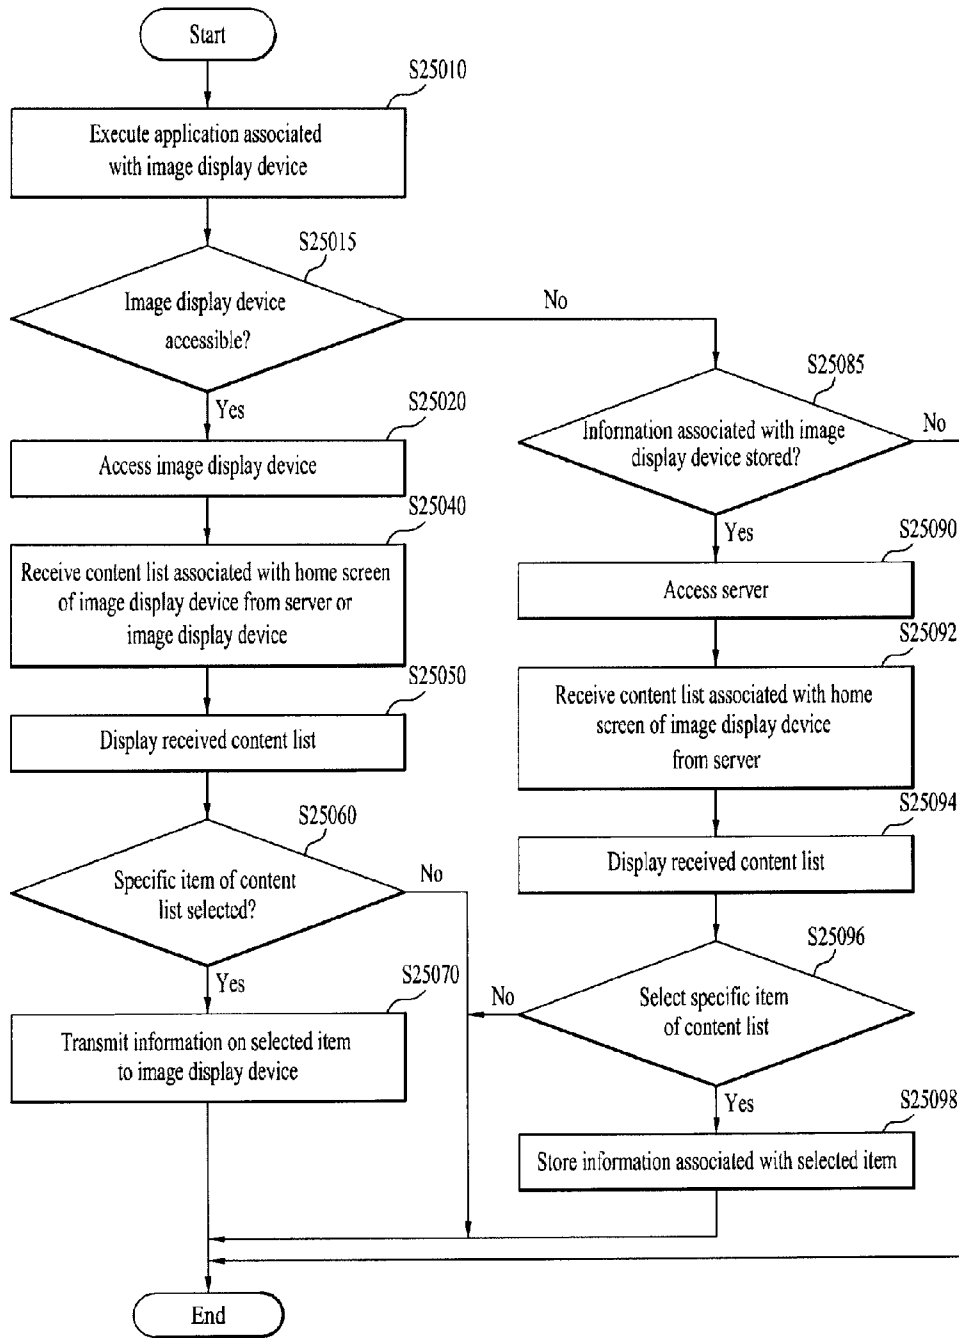 Start
S25010
Execute application associated
with image display device
S25015
Image display device
accessible?
No
Yes
S25020
Access image display device
S25040
Receive content list associated with home screen
of image display device from server or
image display device
S25050
Display received content list
S25060
Specific item of content
list selected?
No
Yes
S25070
Transmit information on selected item
to image display device
S25085
Information associated with image
display device stored?
No
Yes
S25090
Access server
S25092
Receive content list associated with home
screen of image display device
from server
S25094
Display received content list
S25096
Select specific item
of content list
No
Yes
S25098
Store information associated with selected item
End